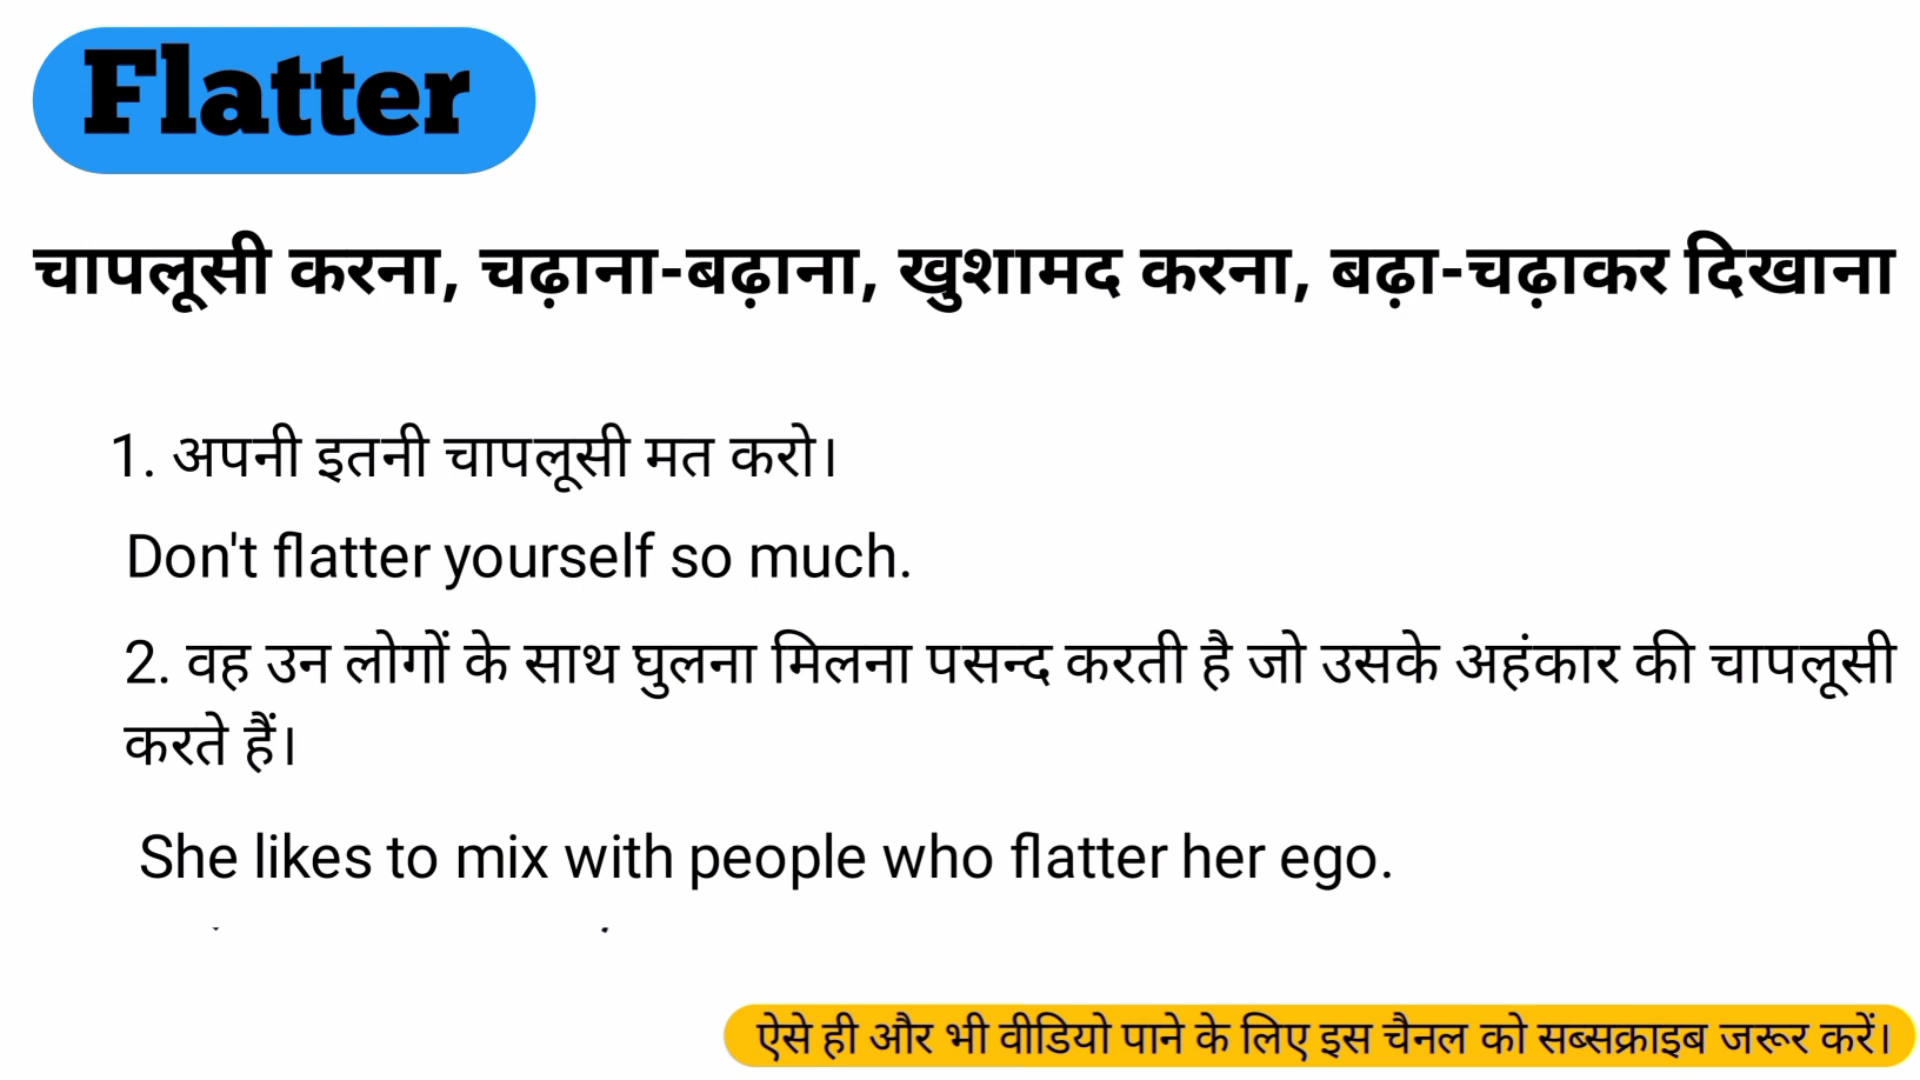 Flatter
चापलूसी करना, चढ़ाना-बढ़ाना, खुशामद करना, बढ़ा-चढ़ाकर दिखाना
1. अपनी इतनी चापलूसी मत करो।
Don't flatter yourself so much.
2. वह उन लोगों के साथ घुलना मिलना पसन्द करती है जो उसके अहंकार की चापलूसी
करते हैं।
She likes to mix with people who flatter her ego.
ऐसे ही और भी वीडियो पाने के लिए इस चैनल को सब्सक्राइब जरूर करें।